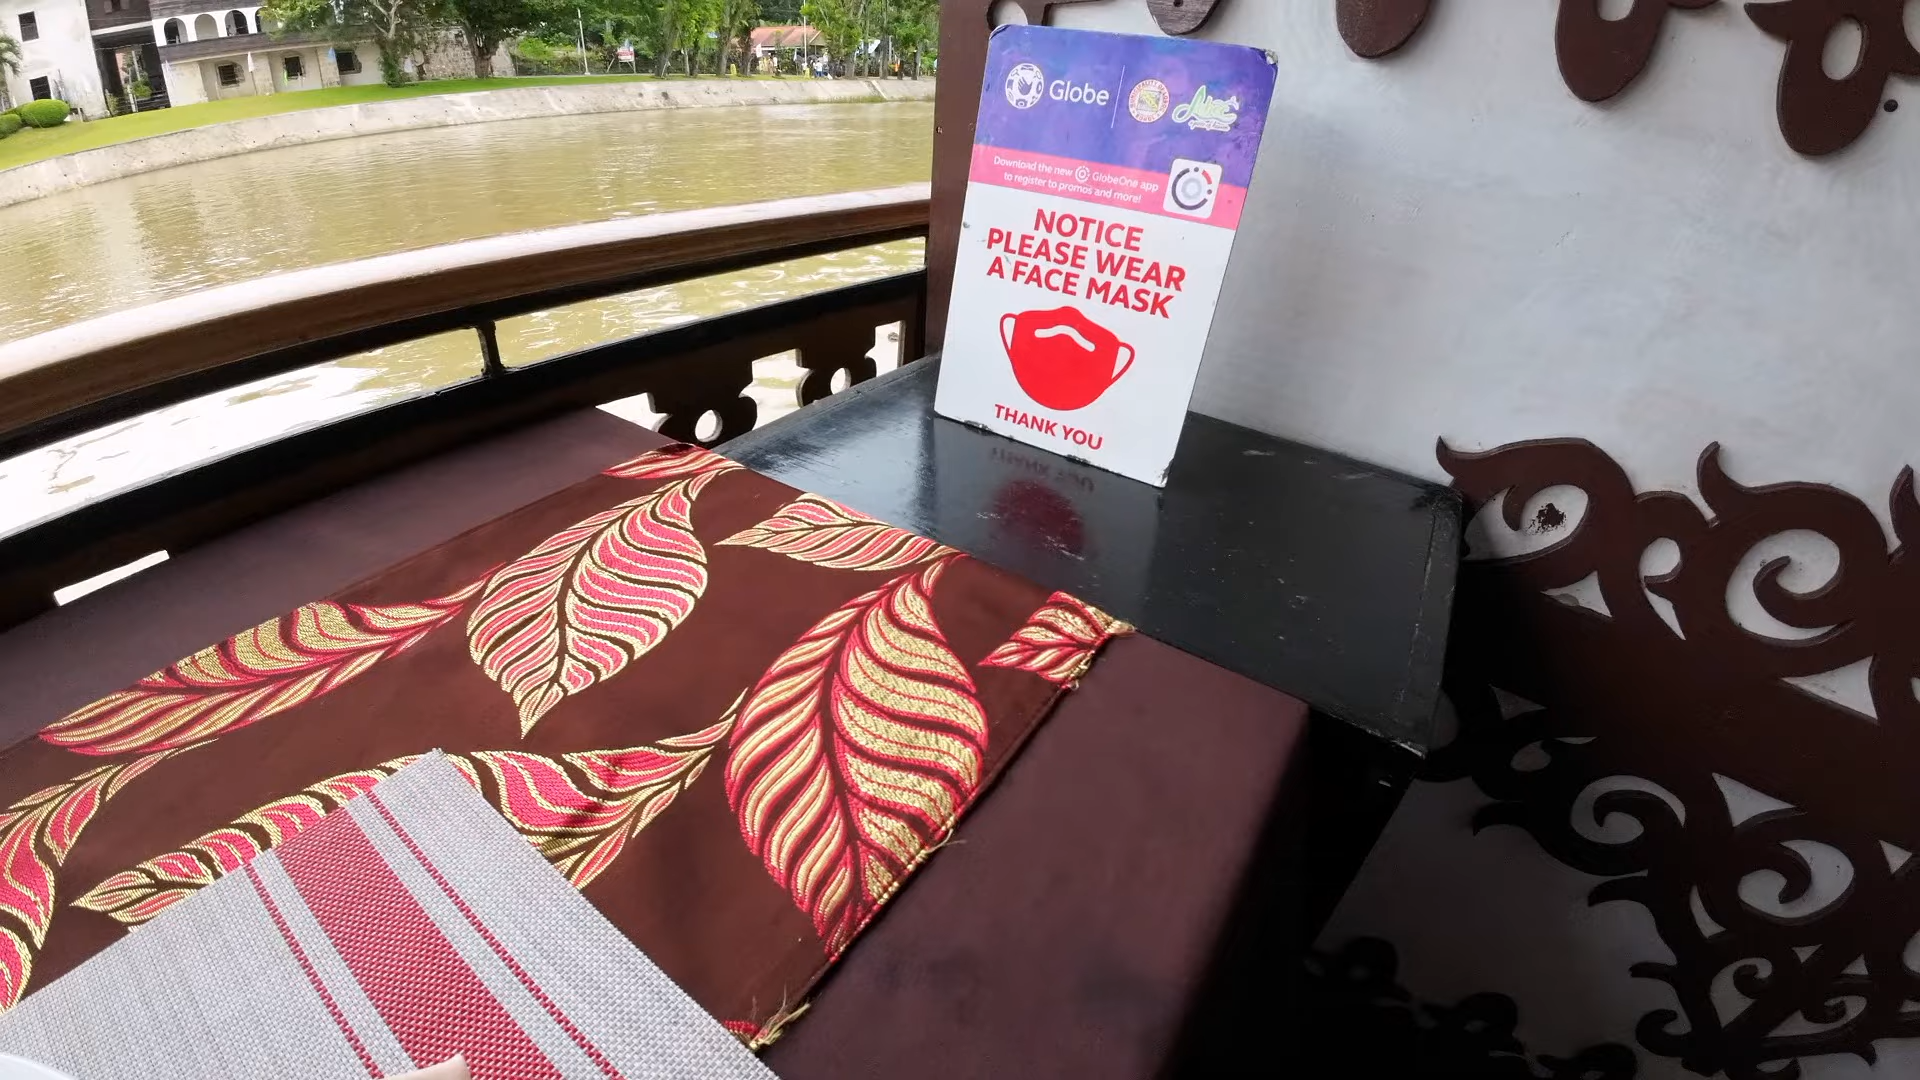 Globe
Download the new GlobeOne app
to register to promos and more!
NOTICE
PLEASE WEAR
A FACE MASK
THANK YOU